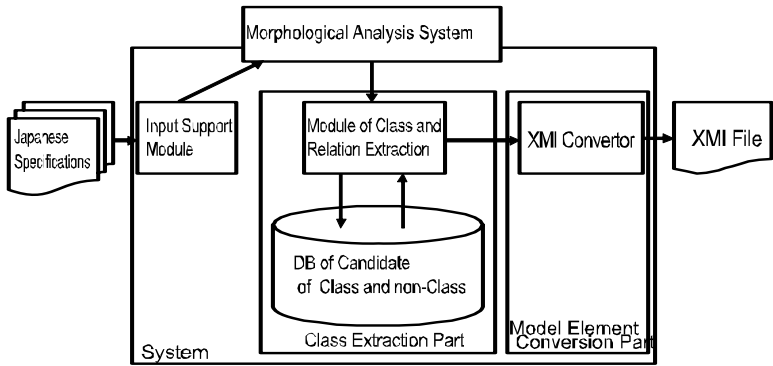 Morphological Analysis System
Japanese
Specifications
Input Support
Module
Module of Class and
Relation Extraction
XMI Convertor
XMI File
DB of Candidate
of Class and non-Class
Class Extraction Part
Model Element
Conversion Part
System